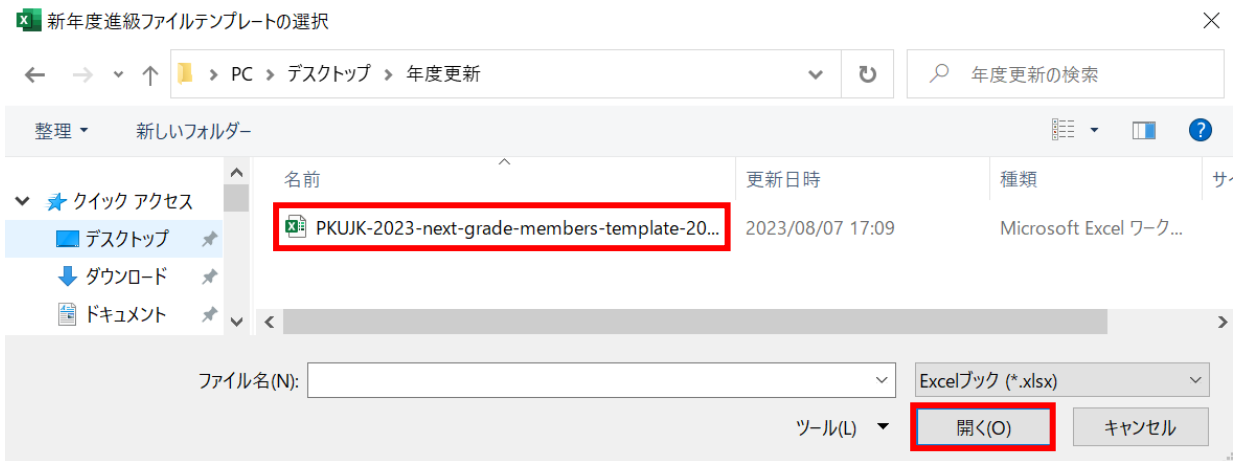 新年度進級ファイルテンプレートの選択
PC > デスクトップ > 年度更新
年度更新の検索
整理
新しいフォルダー
名前
更新日時
種類
クイック アクセス
デスクトップ
ダウンロード
ドキュメント
PKUJK-2023-next-grade-members-template-20...
2023/08/07 17:09
Microsoft Excel ワーク...
ファイル名(N):
Excelブック (*.xlsx)
ツール(L)
開く(O)
キャンセル